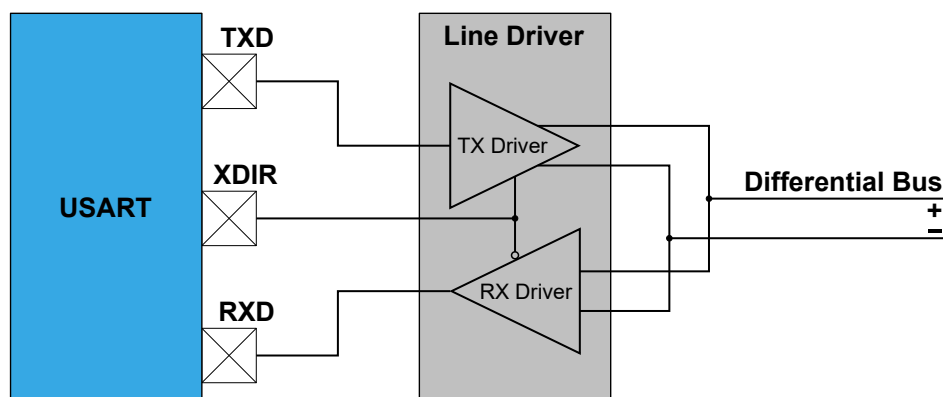 TXD
Line Driver
TX Driver
XDIR
USART
Differential Bus
+
−
RX Driver
RXD